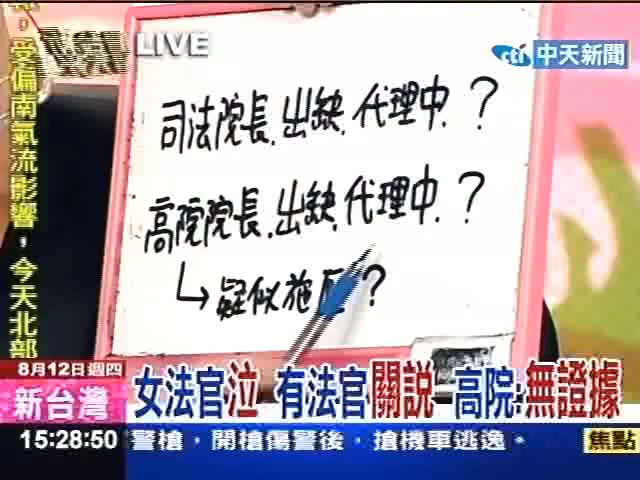 LIVE
cti 中天新聞
受偏南氣流影響，今天北部
司法院長.出缺.代理中.？
高院院長.出缺.代理中.？
↳疑似施壓？
8月12日週四
新台灣
女法官泣 有法官關說 高院:無證據
15:28:50
警槍，開槍傷警後，搶機車逃逸。
焦點